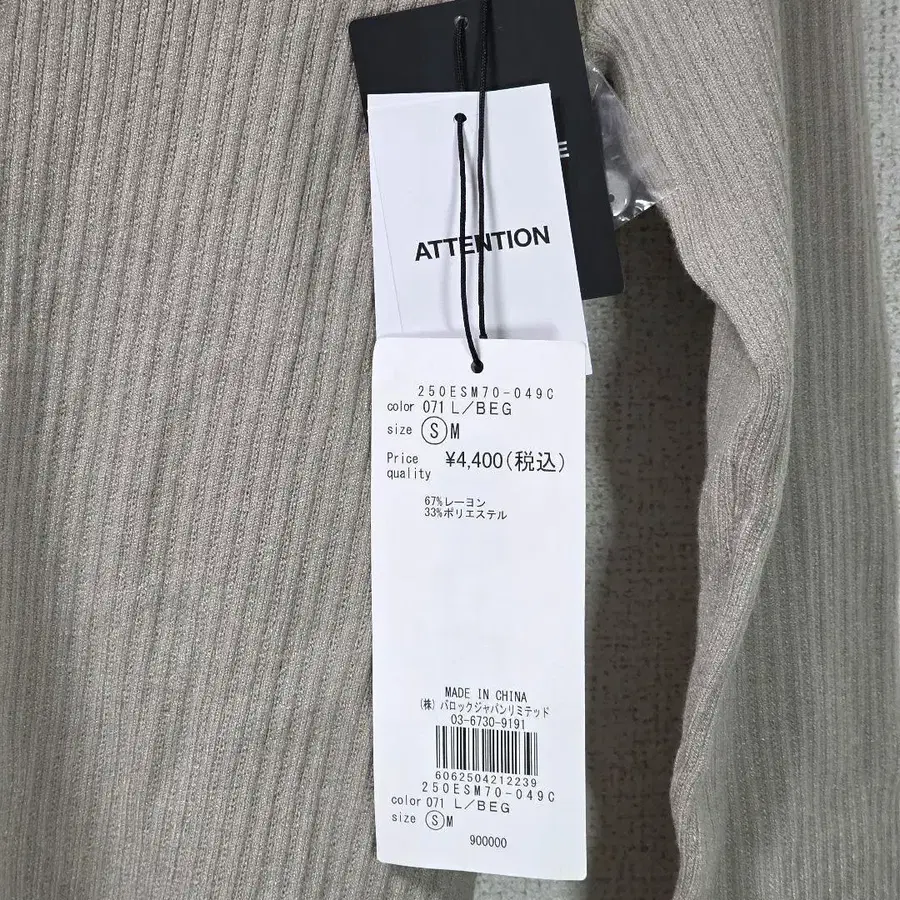 E
ATTENTION
250ESM70-049C
color 071 L/BEG
size Ⓢ M
Price ¥4,400(税込)
quality
67%レーヨン
33%ポリエステル
MADE IN CHINA
(株) バロックジャパンリミテッド
03-6730-9191
6062504212239
250ESM70-049C
color 071 L/BEG
size Ⓢ M
900000